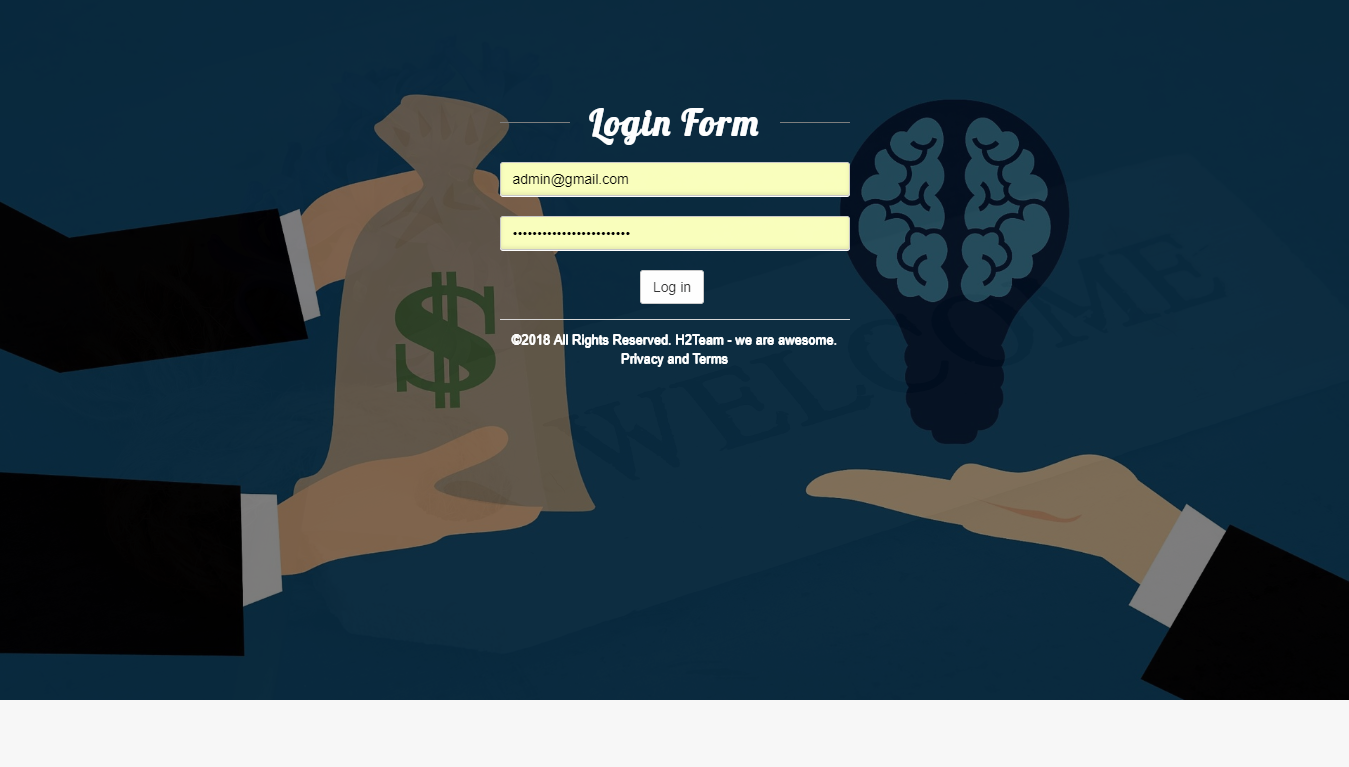 Login Form
admin@gmail.com
••••••••••••••••••••••••
Log in
©2018 All Rights Reserved. H2Team - we are awesome.
Privacy and Terms
$
WELCOME